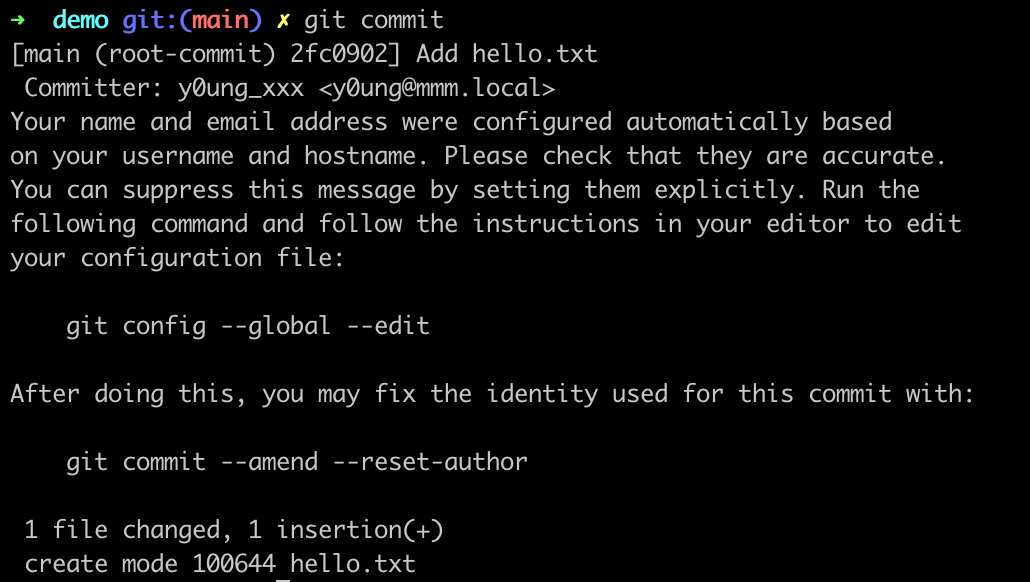 ➜ demo git:(main) ✗ git commit
[main (root-commit) 2fc0902] Add hello.txt
Committer: y0ung_xxx <y0ung@mmm.local>
Your name and email address were configured automatically based
on your username and hostname. Please check that they are accurate.
You can suppress this message by setting them explicitly. Run the
following command and follow the instructions in your editor to edit
your configuration file:
git config --global --edit
After doing this, you may fix the identity used for this commit with:
git commit --amend --reset-author
1 file changed, 1 insertion(+)
create mode 100644 hello.txt